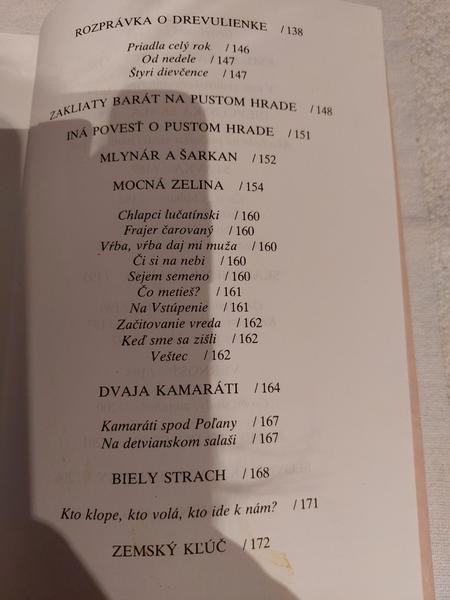 ROZPRÁVKA O DREVULIENKE /138
Priadla celý rok /146
Od nedele /147
Štyri dievčence /147
ZAKLIATY BARÁT NA PUSTOM HRADE /148
INÁ POVESŤ O PUSTOM HRADE /151
MLYNÁR A ŠARKAN /152
MOCNÁ ZELINA /154
Chlapci lučatínski /160
Frajer čarovaný /160
Vŕba, vŕba daj mi muža /160
Či si na nebi /160
Sejem semeno /160
Čo metieš? /161
Na Vstúpenie /161
Začitovanie vreda /162
Keď sme sa zišli /162
Veštec /162
DVAJA KAMARÁTI /164
Kamaráti spod Poľany /167
Na detvianskom salaši /167
BIELY STRACH /168
Kto klope, kto volá, kto ide k nám? /171
ZEMSKÝ KĽÚČ /172